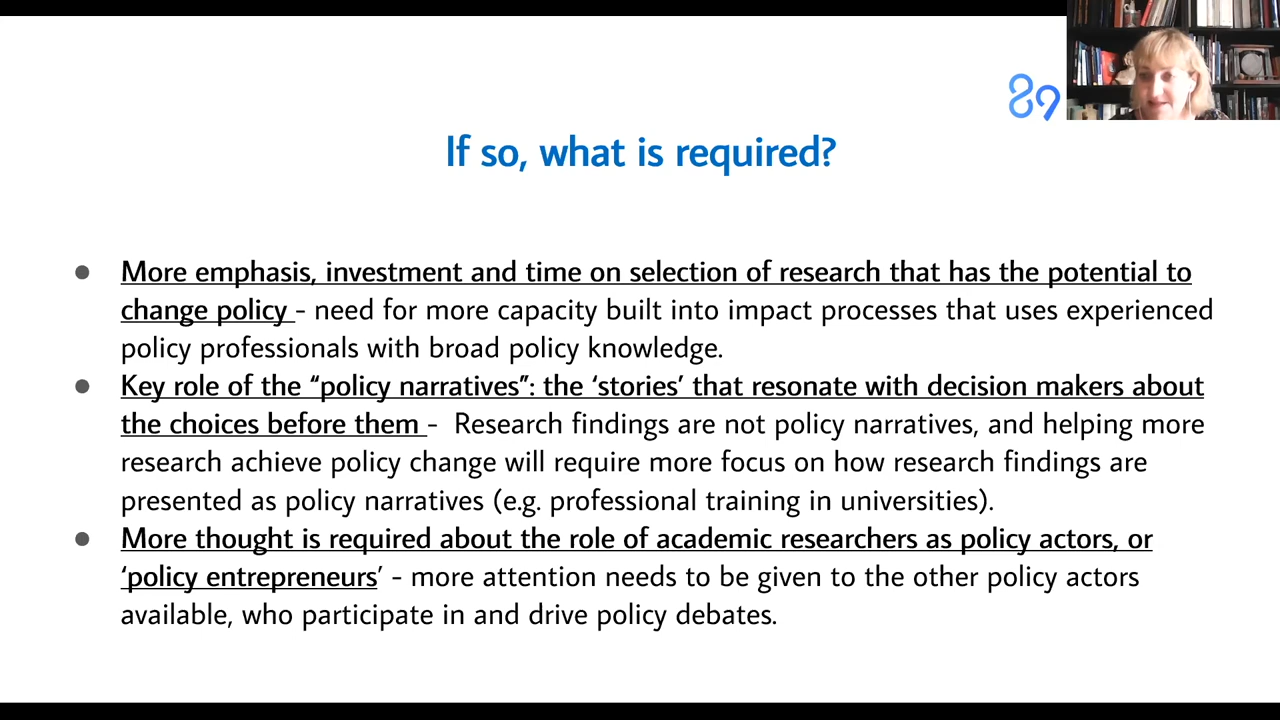 89
If so, what is required?
● More emphasis, investment and time on selection of research that has the potential to
change policy - need for more capacity built into impact processes that uses experienced
policy professionals with broad policy knowledge.
● Key role of the “policy narratives”: the ‘stories’ that resonate with decision makers about
the choices before them - Research findings are not policy narratives, and helping more
research achieve policy change will require more focus on how research findings are
presented as policy narratives (e.g. professional training in universities).
● More thought is required about the role of academic researchers as policy actors, or
‘policy entrepreneurs’ - more attention needs to be given to the other policy actors
available, who participate in and drive policy debates.